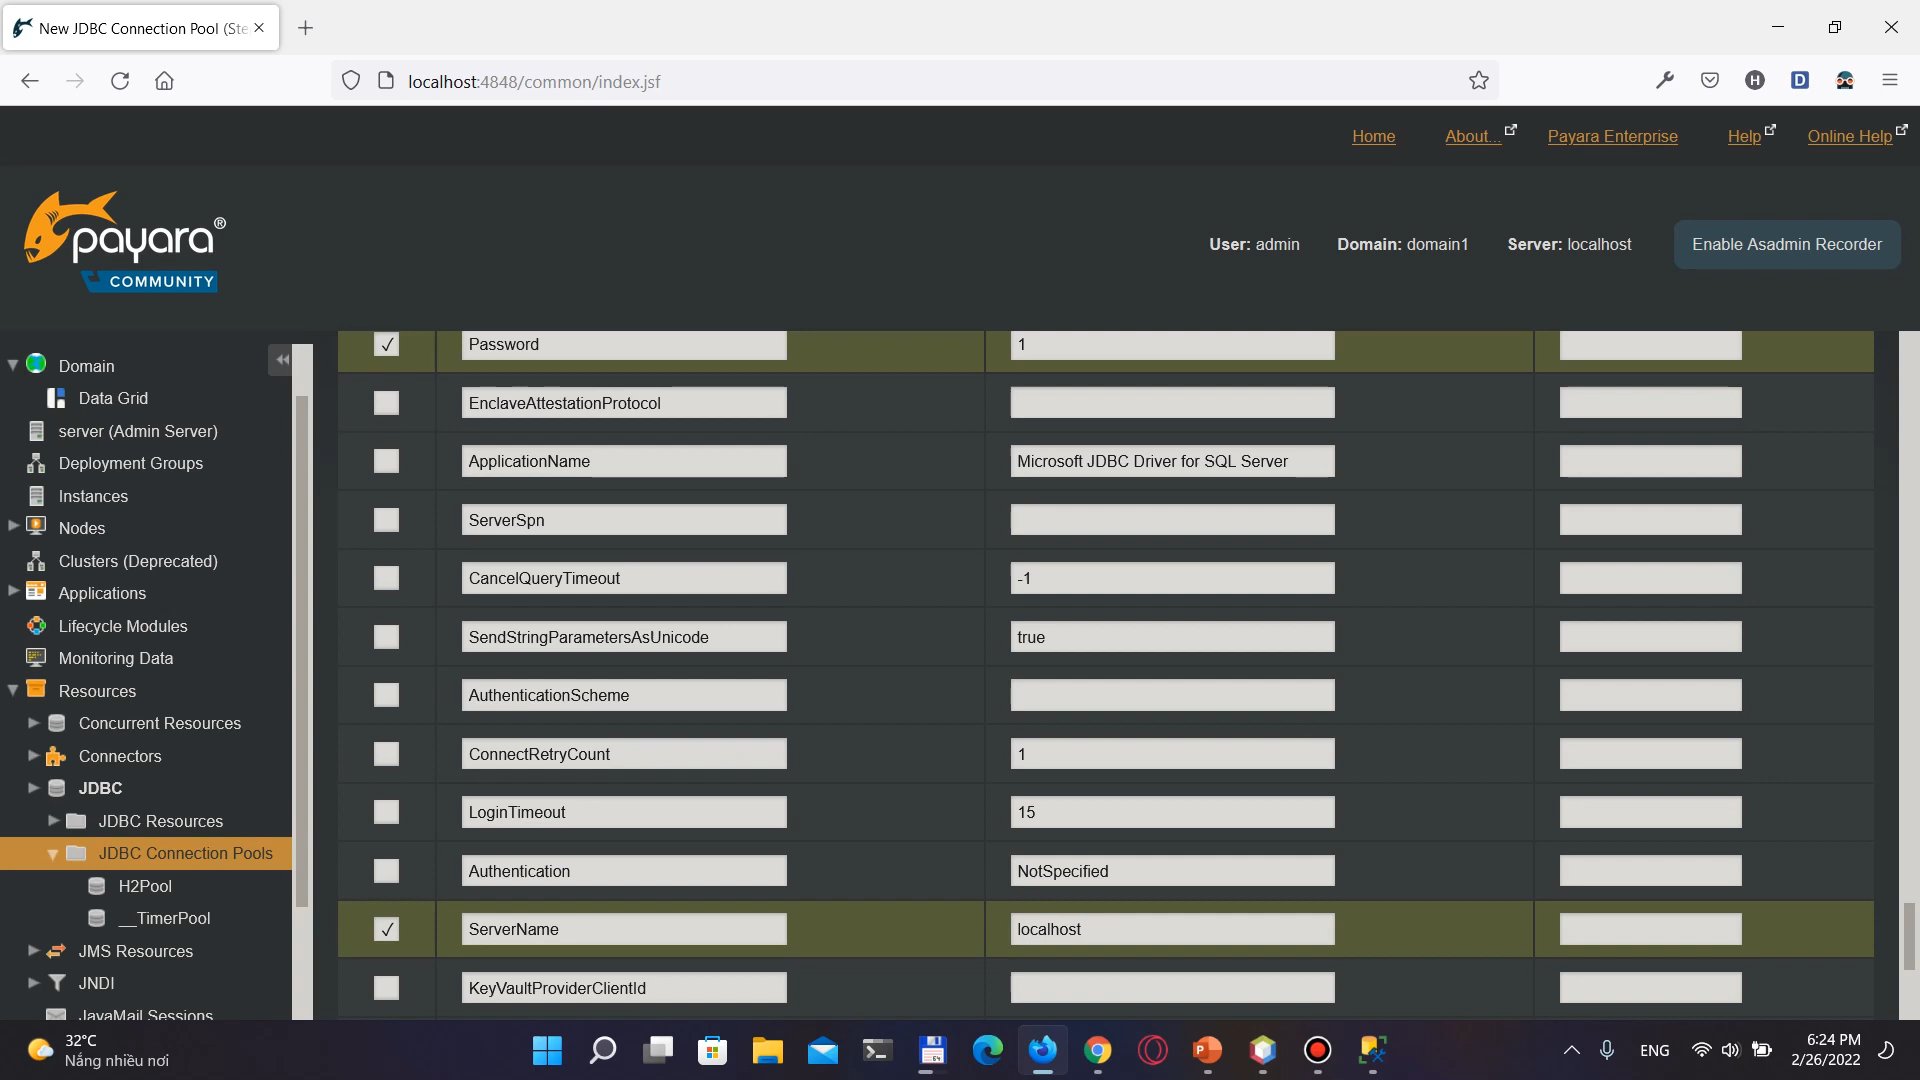 New JDBC Connection Pool (Ste
localhost:4848/common/index.jsf
H
D
Home
About...
Payara Enterprise
Help
Online Help
payara®
COMMUNITY
User: admin
Domain: domain1
Server: localhost
Enable Asadmin Recorder
Domain
Data Grid
server (Admin Server)
Deployment Groups
Instances
Nodes
Clusters (Deprecated)
Applications
Lifecycle Modules
Monitoring Data
Resources
Concurrent Resources
Connectors
JDBC
JDBC Resources
JDBC Connection Pools
H2Pool
__TimerPool
JMS Resources
JNDI
JavaMail Sessions
Password 1
EnclaveAttestationProtocol
ApplicationName Microsoft JDBC Driver for SQL Server
ServerSpn
CancelQueryTimeout -1
SendStringParametersAsUnicode true
AuthenticationScheme
ConnectRetryCount 1
LoginTimeout 15
Authentication NotSpecified
ServerName localhost
KeyVaultProviderClientId
32°C
Nắng nhiều nơi
64
P
ENG
6:24 PM
2/26/2022